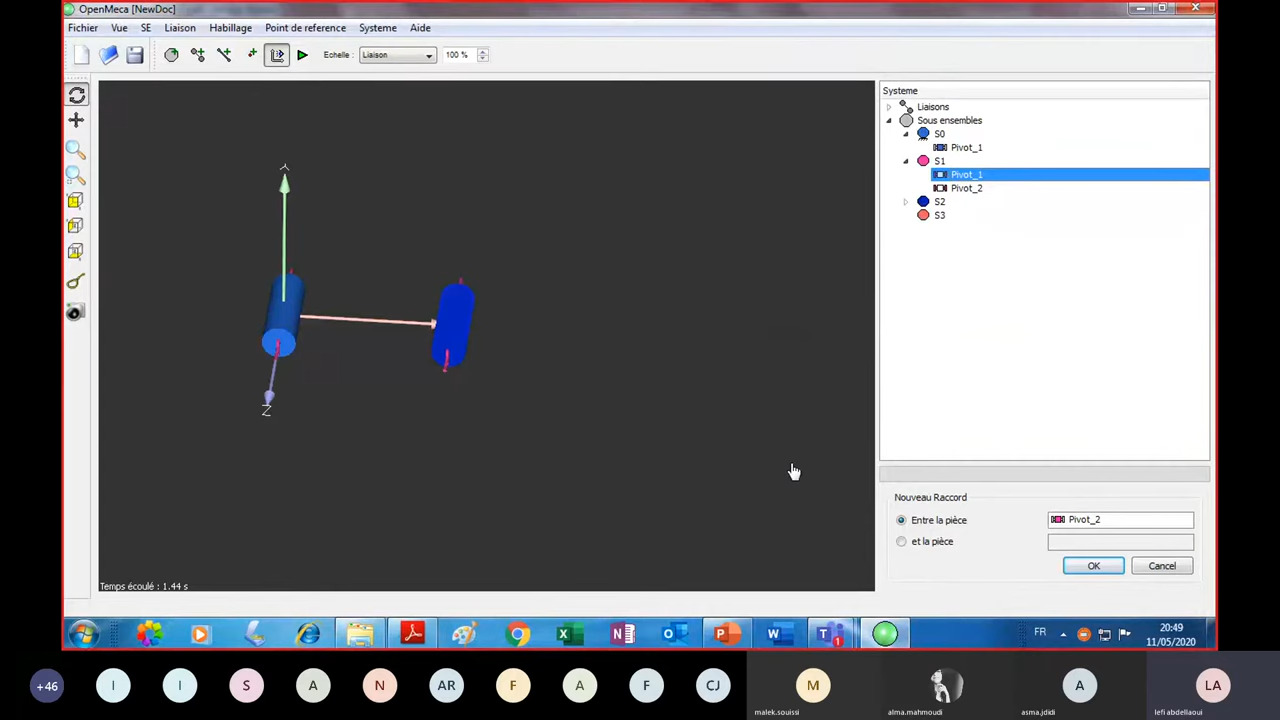 OpenMeca [NewDoc]
Fichier Vue SE Liaison Habillage Point de reference Systeme Aide
Echelle : Liaison 100 %
Systeme
Liaisons
Sous ensembles
S0
Pivot_1
S1
Pivot_1
Pivot_2
S2
S3
Y
Z
Nouveau Raccord
Entre la pièce Pivot_2
et la pièce
OK Cancel
Temps écoulé : 1.44 s
FR 20:49
11/05/2020
+46 I I S A N AR F A F CJ M A LA
malek.souissi alma.mahmoudi asma.jdidi lefi abdellaoui